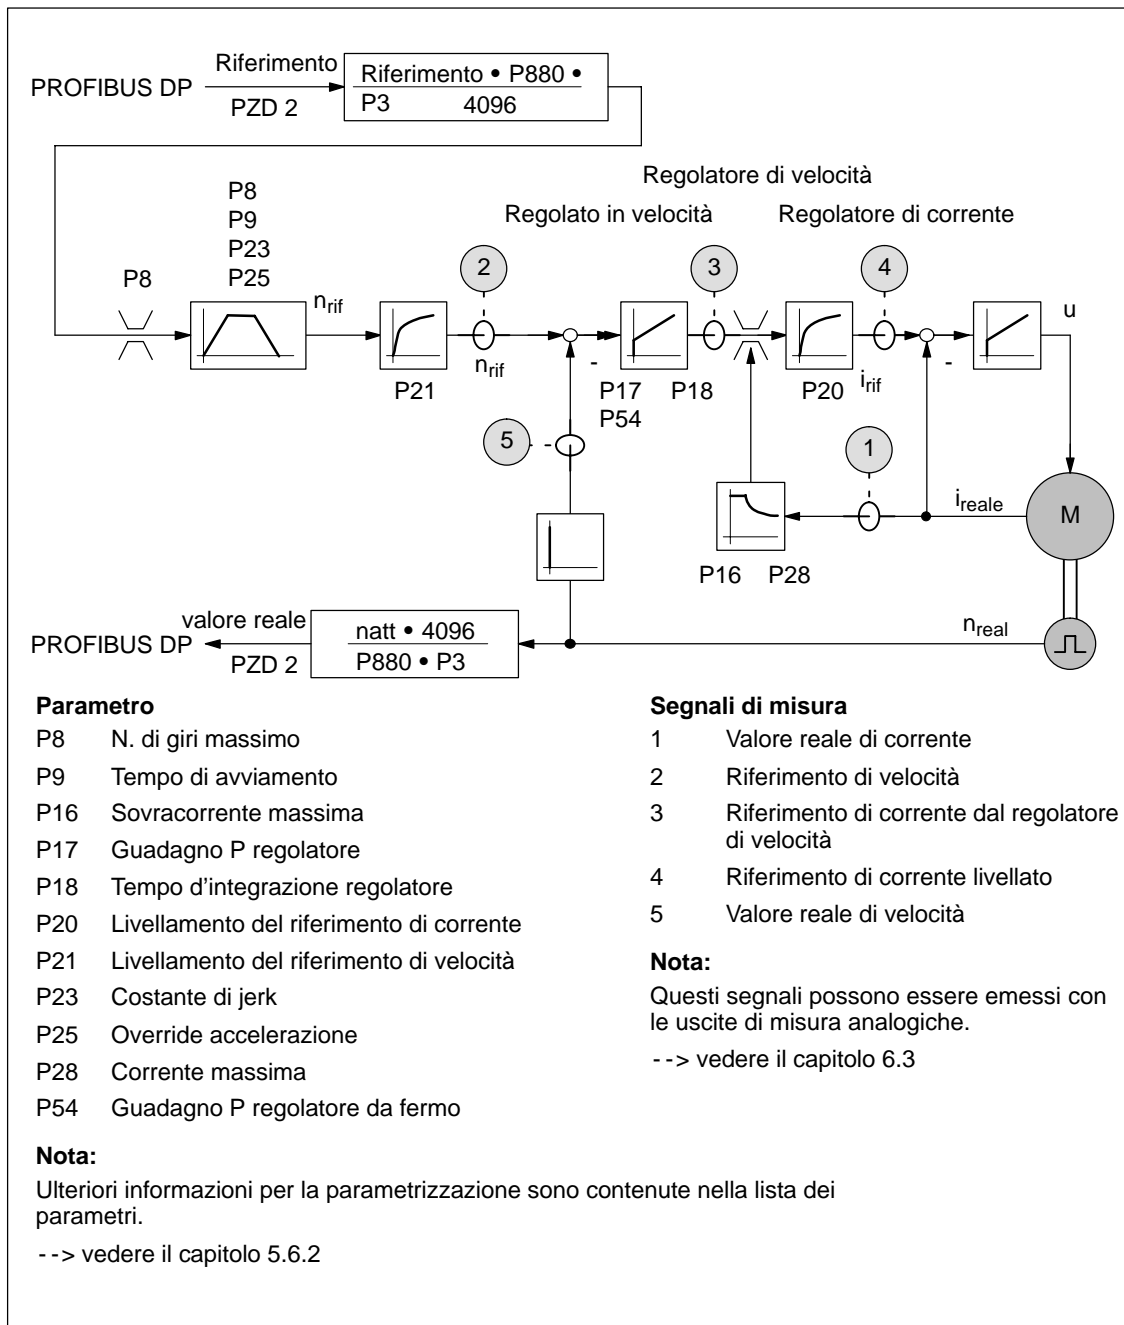 Riferimento
PROFIBUS DP
PZD 2
Riferimento • P880 •
P3 4096
Regolatore di velocità
Regolato in velocità
Regolatore di corrente
P8
P9
P23
P25
P8
nrif
2
3
4
u
P21
nrif
-
P17
P54
P18
P20
irif
-
5
1
ireale
M
P16
P28
nreal
valore reale
PROFIBUS DP
PZD 2
natt • 4096
P880 • P3
Parametro
P8 N. di giri massimo
P9 Tempo di avviamento
P16 Sovracorrente massima
P17 Guadagno P regolatore
P18 Tempo d'integrazione regolatore
P20 Livellamento del riferimento di corrente
P21 Livellamento del riferimento di velocità
P23 Costante di jerk
P25 Override accelerazione
P28 Corrente massima
P54 Guadagno P regolatore da fermo
Nota:
Ulteriori informazioni per la parametrizzazione sono contenute nella lista dei
parametri.
--> vedere il capitolo 5.6.2
Segnali di misura
1 Valore reale di corrente
2 Riferimento di velocità
3 Riferimento di corrente dal regolatore
di velocità
4 Riferimento di corrente livellato
5 Valore reale di velocità
Nota:
Questi segnali possono essere emessi con
le uscite di misura analogiche.
--> vedere il capitolo 6.3